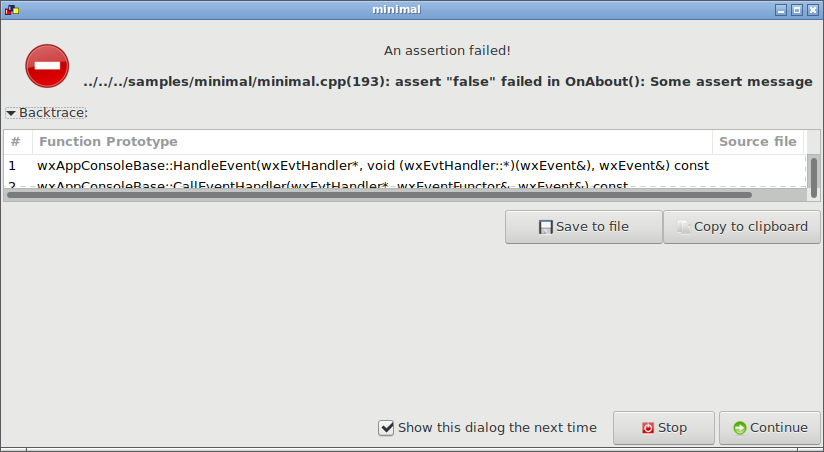 minimal
An assertion failed!
../../../samples/minimal/minimal.cpp(193): assert "false" failed in OnAbout(): Some assert message
Backtrace:
# Function Prototype Source file
1 wxAppConsoleBase::HandleEvent(wxEvtHandler*, void (wxEvtHandler::*)(wxEvent&), wxEvent&) const
2 wxAppConsoleBase::CallEventHandler(wxEvtHandler*, wxEventFunctor&, wxEvent&) const
Save to file Copy to clipboard
Show this dialog the next time Stop Continue